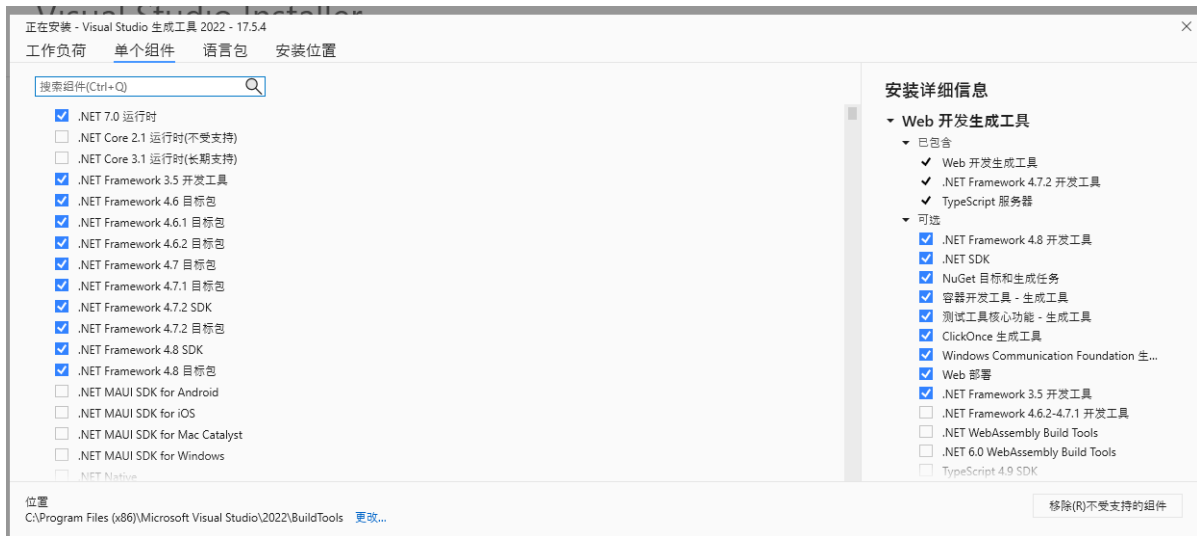 Visual Studio Installer
正在安装 - Visual Studio 生成工具 2022 - 17.5.4
工作负荷 单个组件 语言包 安装位置
搜索组件(Ctrl+Q)
.NET 7.0 运行时
.NET Core 2.1 运行时(不受支持)
.NET Core 3.1 运行时(长期支持)
.NET Framework 3.5 开发工具
.NET Framework 4.6 目标包
.NET Framework 4.6.1 目标包
.NET Framework 4.6.2 目标包
.NET Framework 4.7 目标包
.NET Framework 4.7.1 目标包
.NET Framework 4.7.2 SDK
.NET Framework 4.7.2 目标包
.NET Framework 4.8 SDK
.NET Framework 4.8 目标包
.NET MAUI SDK for Android
.NET MAUI SDK for iOS
.NET MAUI SDK for Mac Catalyst
.NET MAUI SDK for Windows
.NET Native
安装详细信息
Web 开发生成工具
已包含
Web 开发生成工具
.NET Framework 4.7.2 开发工具
TypeScript 服务器
可选
.NET Framework 4.8 开发工具
.NET SDK
NuGet 目标和生成任务
容器开发工具 - 生成工具
测试工具核心功能 - 生成工具
ClickOnce 生成工具
Windows Communication Foundation 生...
Web 部署
.NET Framework 3.5 开发工具
.NET Framework 4.6.2-4.7.1 开发工具
.NET WebAssembly Build Tools
.NET 6.0 WebAssembly Build Tools
TypeScript 4.9 SDK
位置
C:\Program Files (x86)\Microsoft Visual Studio\2022\BuildTools 更改...
移除(R)不受支持的组件